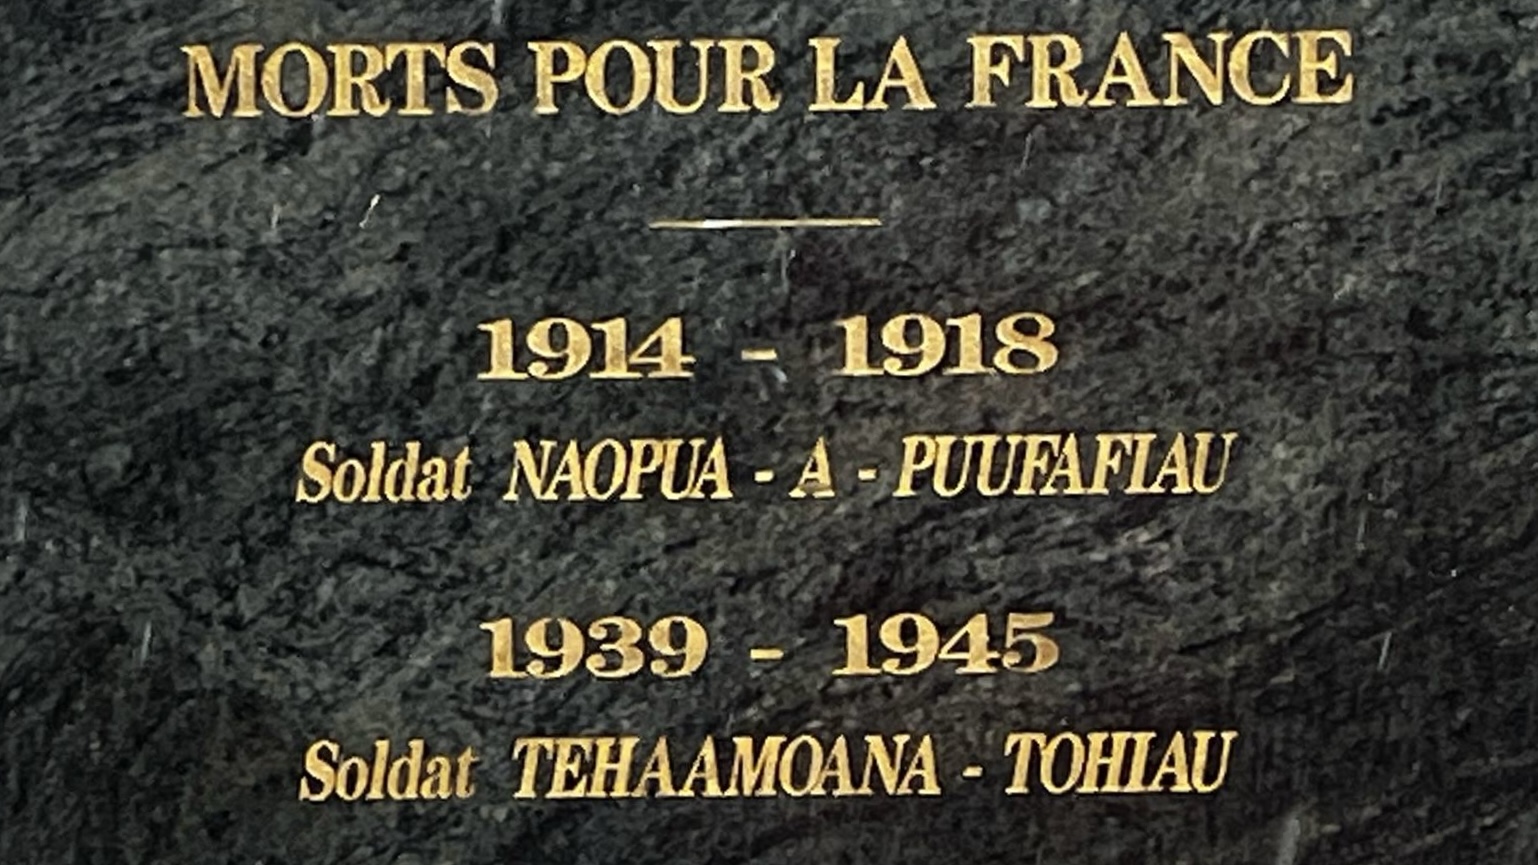 MORTS POUR LA FRANCE
1914 - 1918
Soldat NAOPUA - A - PUUFAFIAU
1939 - 1945
Soldat TEHAAMOANA - TOHIAU